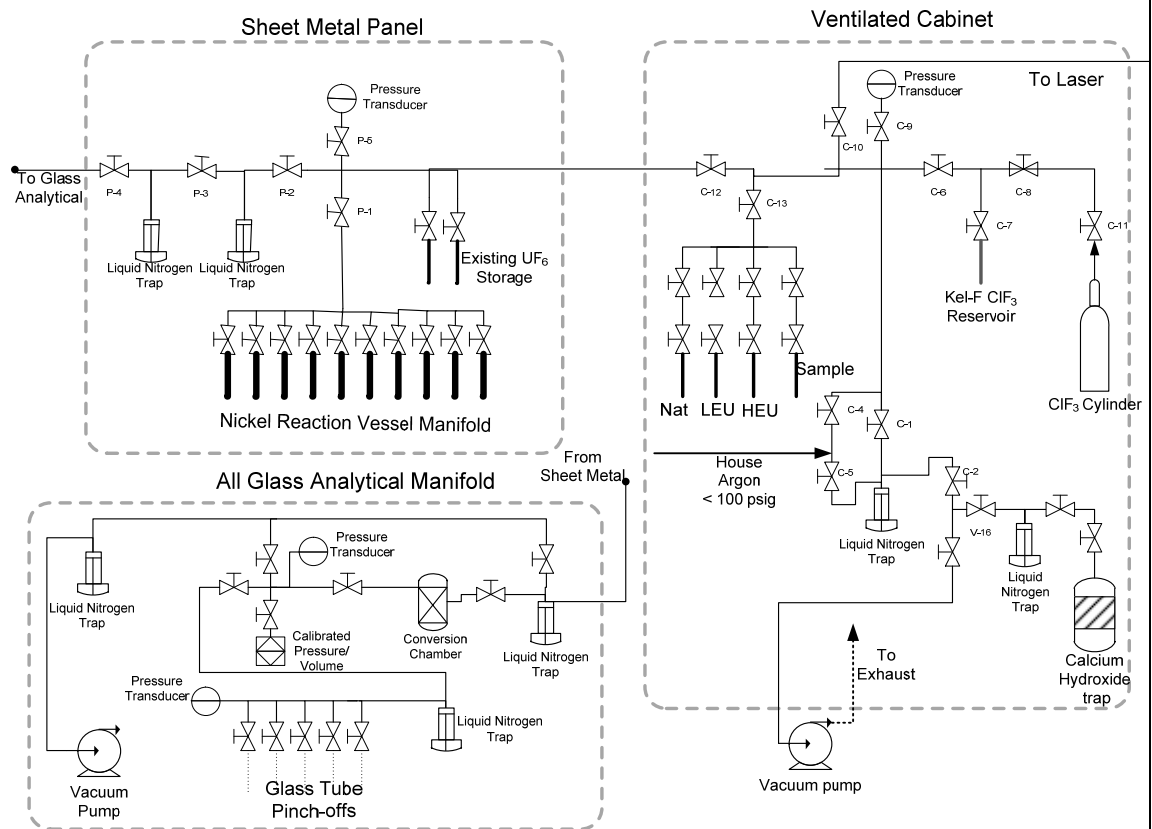 Sheet Metal Panel
Pressure
Transducer
P-5
P-4
P-3
P-2
P-1
To Glass
Analytical
Liquid Nitrogen
Trap
Liquid Nitrogen
Trap
Existing UF6
Storage
Nickel Reaction Vessel Manifold
Ventilated Cabinet
To Laser
Pressure
Transducer
C-9
C-10
C-12
C-13
C-6
C-8
C-7
C-11
Kel-F ClF3
Reservoir
Sample
Nat
LEU
HEU
ClF3 Cylinder
C-4
C-1
House
Argon
< 100 psig
C-5
C-2
Liquid Nitrogen
Trap
V-16
Liquid
Nitrogen
Trap
Calcium
Hydroxide
trap
To
Exhaust
Vacuum pump
From
Sheet Metal
All Glass Analytical Manifold
Pressure
Transducer
Liquid Nitrogen
Trap
Calibrated
Pressure/
Volume
Conversion
Chamber
Liquid Nitrogen
Trap
Pressure
Transducer
Liquid Nitrogen
Trap
Vacuum
Pump
Glass Tube
Pinch-offs